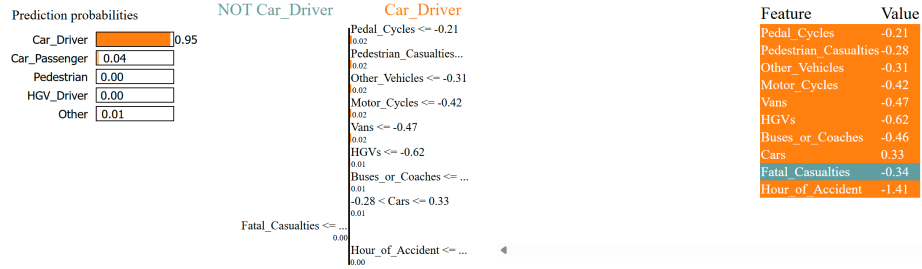 Prediction probabilities
Car_Driver 0.95
Car_Passenger 0.04
Pedestrian 0.00
HGV_Driver 0.00
Other 0.01
NOT Car_Driver Car_Driver
Pedal_Cycles <= -0.21
0.02
Pedestrian_Casualties...
0.02
Other_Vehicles <= -0.31
0.02
Motor_Cycles <= -0.42
0.02
Vans <= -0.47
0.02
HGVs <= -0.62
0.01
Buses_or_Coaches <= ...
0.01
-0.28 < Cars <= 0.33
0.01
Fatal_Casualties <= ...
0.00
Hour_of_Accident <= ...
0.00
Feature Value
Pedal_Cycles -0.21
Pedestrian_Casualties -0.28
Other_Vehicles -0.31
Motor_Cycles -0.42
Vans -0.47
HGVs -0.62
Buses_or_Coaches -0.46
Cars 0.33
Fatal_Casualties -0.34
Hour_of_Accident -1.41